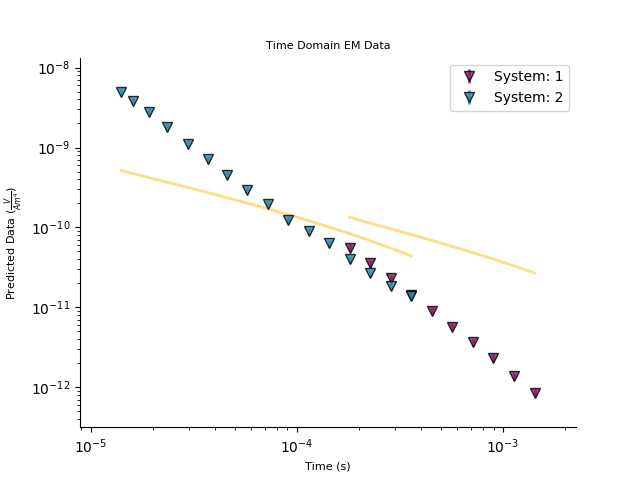 Time Domain EM Data
System: 1
System: 2
Predicted Data (V/Am⁴)
10⁻⁸
10⁻⁹
10⁻¹⁰
10⁻¹¹
10⁻¹²
10⁻⁵
10⁻⁴
10⁻³
Time (s)